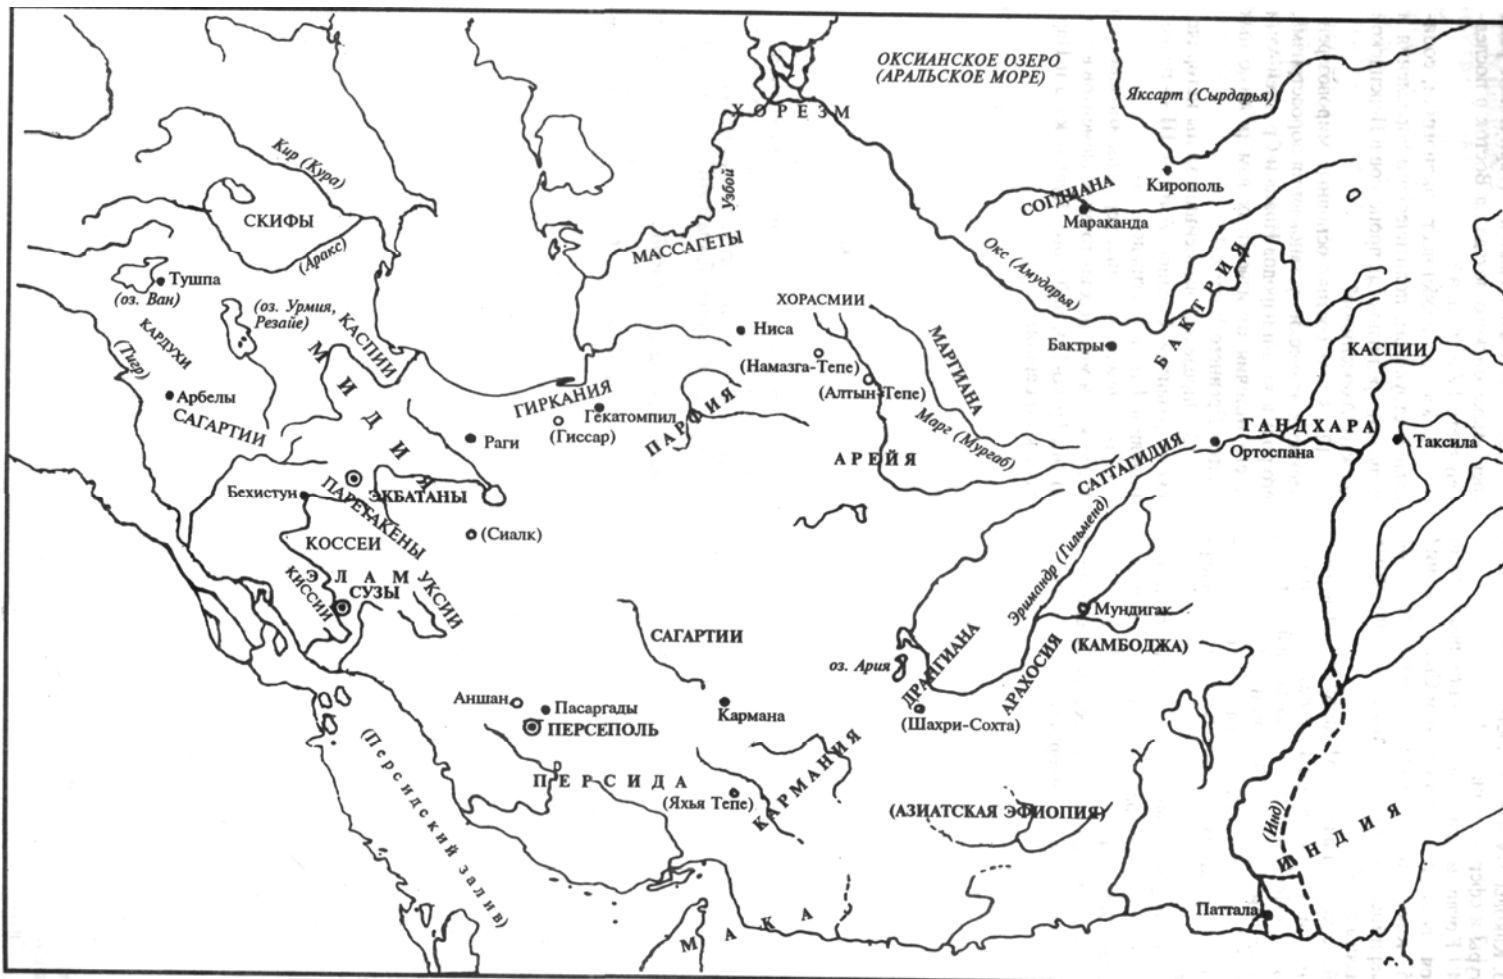 ОКСИАНСКОЕ ОЗЕРО
(АРАЛЬСКОЕ МОРЕ)
Яксарт (Сырдарья)
ХОРЕЗМ
Кир (Кура)
Узбой
СОГДИАНА
Кирополь
Мараканда
СКИФЫ
(Аракс)
МАССАГЕТЫ
Окс (Амударья)
Тушпа
(оз. Ван)
(оз. Урмия,
Резайе)
КАСПИИ
ХОРАСМИИ
БАКТРИЯ
КАРДУХИ
(Тигр)
МИДИЯ
Ниса
(Намазга-Тепе)
МАРГИАНА
Бактры
КАСПИИ
Арбелы
САГАРТИИ
ГИРКАНИЯ
Гекатомпил
(Гиссар)
ПАРФИЯ
(Алтын-Тепе)
Марг (Мургаб)
Раги
АРЕЙЯ
САТТАГИДИЯ
ГАНДХАРА
Ортоспана
Таксила
Бехистун
ЭКБАТАНЫ
ПАРЕТАКЕНЫ
(Сиалк)
КОССЕИ
Эримандр (Гильменд)
ЭЛАМ
КИССИИ
СУЗЫ
УКСИИ
Мундигак
САГАРТИИ
(КАМБОДЖА)
оз. Ария
ДРАНГИАНА
АРАХОСИЯ
Аншан
Пасаргады
ПЕРСЕПОЛЬ
Кармана
(Шахри-Сохта)
(Персидский залив)
ПЕРСИДА
(Яхья Тепе)
КАРМАНИЯ
(АЗИАТСКАЯ ЭФИОПИЯ)
(Инд)
ИНДИЯ
МАКА
Паттала